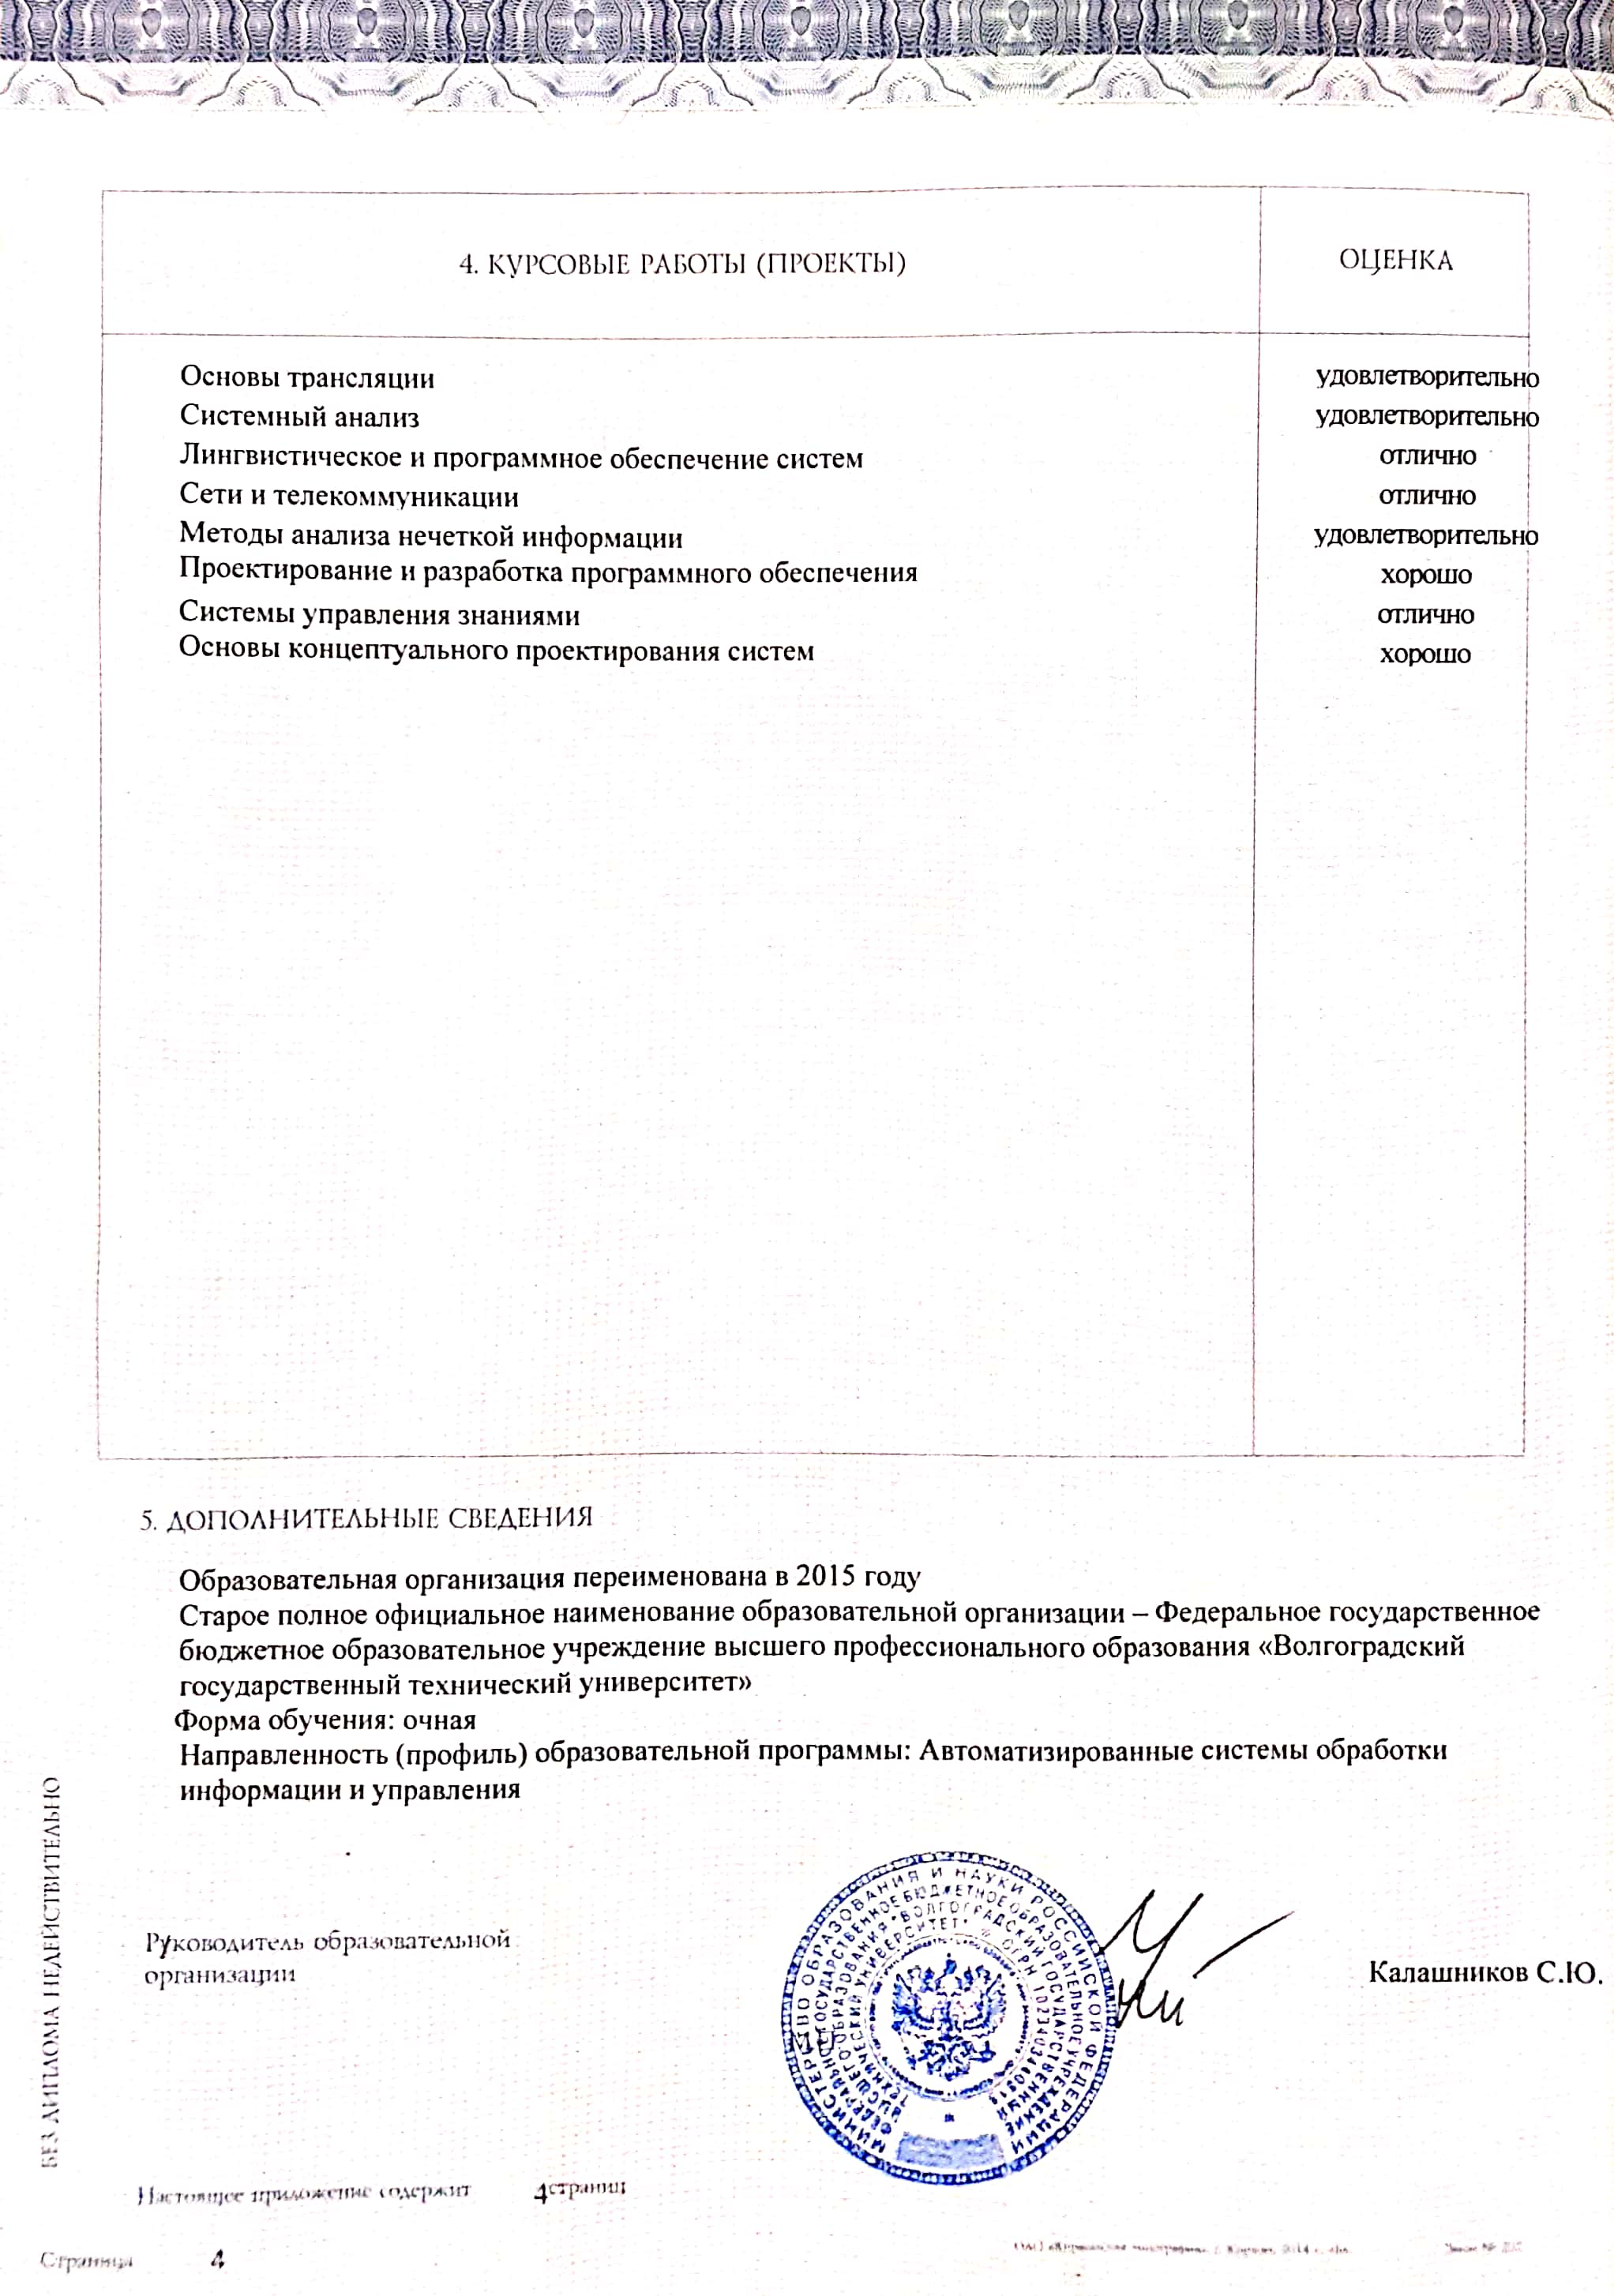 4. КУРСОВЫЕ РАБОТЫ (ПРОЕКТЫ) ОЦЕНКА
Основы трансляции удовлетворительно
Системный анализ удовлетворительно
Лингвистическое и программное обеспечение систем отлично
Сети и телекоммуникации отлично
Методы анализа нечеткой информации удовлетворительно
Проектирование и разработка программного обеспечения хорошо
Системы управления знаниями отлично
Основы концептуального проектирования систем хорошо
5. ДОПОЛНИТЕЛЬНЫЕ СВЕДЕНИЯ
Образовательная организация переименована в 2015 году
Старое полное официальное наименование образовательной организации – Федеральное государственное
бюджетное образовательное учреждение высшего профессионального образования «Волгоградский
государственный технический университет»
Форма обучения: очная
Направленность (профиль) образовательной программы: Автоматизированные системы обработки
информации и управления
БЕЗ ДИПЛОМА НЕДЕЙСТВИТЕЛЬНО
Руководитель образовательной
организации
МИНИСТЕРСТВО ОБРАЗОВАНИЯ И НАУКИ РОССИЙСКОЙ ФЕДЕРАЦИИ
ФЕДЕРАЛЬНОЕ ГОСУДАРСТВЕННОЕ БЮДЖЕТНОЕ ОБРАЗОВАТЕЛЬНОЕ УЧРЕЖДЕНИЕ
ВЫСШЕГО ОБРАЗОВАНИЯ «ВОЛГОГРАДСКИЙ ГОСУДАРСТВЕННЫЙ
ТЕХНИЧЕСКИЙ УНИВЕРСИТЕТ» ОГРН
Калашников С.Ю.
Настоящее приложение содержит 4 страниц
Страница 4